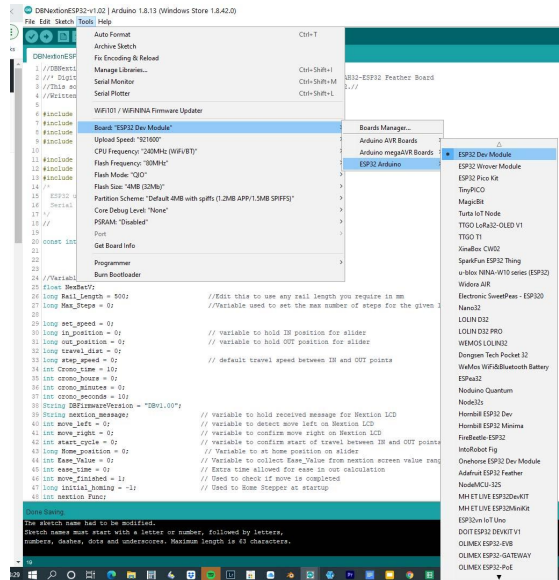 DBNextionESP32-v1.02 | Arduino 1.8.13 (Windows Store 1.8.42.0)
File Edit Sketch Tools Help
Auto Format Ctrl+T
Archive Sketch
Fix Encoding & Reload
Manage Libraries... Ctrl+Shift+I
Serial Monitor Ctrl+Shift+M
Serial Plotter Ctrl+Shift+L
WiFi101 / WiFiNINA Firmware Updater
Board: "ESP32 Dev Module"
Upload Speed: "921600"
CPU Frequency: "240MHz (WiFi/BT)"
Flash Frequency: "80MHz"
Flash Mode: "QIO"
Flash Size: "4MB (32Mb)"
Partition Scheme: "Default 4MB with spiffs (1.2MB APP/1.5MB SPIFFS)"
Core Debug Level: "None"
PSRAM: "Disabled"
Port
Get Board Info
Programmer
Burn Bootloader
Boards Manager...
Arduino AVR Boards
Arduino megaAVR Boards
ESP32 Arduino
ESP32 Dev Module
ESP32 Wrover Module
ESP32 Pico Kit
TinyPICO
MagicBit
Turta IoT Node
TTGO LoRa32-OLED V1
TTGO T1
XinaBox CW02
SparkFun ESP32 Thing
u-blox NINA-W10 series (ESP32)
Widora AIR
Electronic SweetPeas - ESP320
Nano32
LOLIN D32
LOLIN D32 PRO
WEMOS LOLIN32
Dongsen Tech Pocket 32
WeMos WiFi&Bluetooth Battery
ESPea32
Noduino Quantum
Node32s
Hornbill ESP32 Dev
Hornbill ESP32 Minima
FireBeetle-ESP32
IntoRobot Fig
Onehorse ESP32 Dev Module
Adafruit ESP32 Feather
NodeMCU-32S
MH ET LIVE ESP32DevKIT
MH ET LIVE ESP32MiniKit
ESP32vn IoT Uno
DOIT ESP32 DEVKIT V1
OLIMEX ESP32-EVB
OLIMEX ESP32-GATEWAY
OLIMEX ESP32-PoE
DBNextionESP
1 //DBNexti
2 //* Digit AR32-ESP32 Feather Board
3 //This so
4 //Written
5
6 #include
7 #include
8 #include
9 #include
10
11 #include
12 #include
13 #include
14 /*
15 ESP32 u
16 Serial
17 */
18 //
19
20 const int
21
22
23
24 //Variabl
25 float NexBatV;
26 long Rail_Length = 500; //Edit this to use any rail length you require in mm
27 long Max_Steps = 0; //Variable used to set the max number of steps for the given l
28
29 long set_speed = 0;
30 long in_position = 0; // variable to hold IN position for slider
31 long out_position = 0; // variable to hold OUT position for slider
32 long travel_dist = 0;
33 long step_speed = 0; // default travel speed between IN and OUT points
34 int Crono_time = 10;
35 int crono_hours = 0;
36 int crono_minutes = 0;
37 int crono_seconds = 10;
38 String DBFirmwareVersion = "DBv1.00";
39 String nextion_message; // variable to hold received message for Nextion LCD
40 int move_left = 0; // variable to detect move left on Nextion LCD
41 int move_right = 0; // variable to confirm move right on Nextion LCD
42 int start_cycle = 0; // variable to confirm start of travel between IN and OUT points
43 long Home_position = 0; // Variable to st home position on slider
44 int Ease_Value = 0; // Variable to collect Ease_Value from nextion screen value rang
45 int ease_time = 0; // Extra time allowed for ease in out calculation
46 int move_finished = 1; // Used to check if move is completed
47 long initial_homing = -1; // Used to Home Stepper at startup
48 int nextion_Func;
Done Saving.
The sketch name had to be modified.
Sketch names must start with a letter or number, followed by letters,
numbers, dashes, dots and underscores. Maximum length is 63 characters.
19